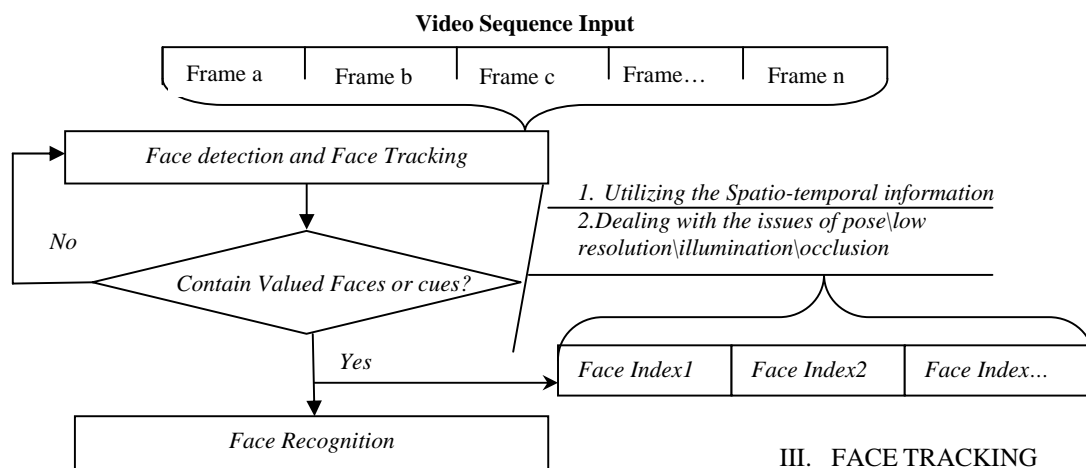 Video Sequence Input
Frame a Frame b Frame c Frame… Frame n
Face detection and Face Tracking
1. Utilizing the Spatio-temporal information
2.Dealing with the issues of pose\low
resolution\illumination\occlusion
No
Contain Valued Faces or cues?
Yes
Face Index1 Face Index2 Face Index…
Face Recognition
III. FACE TRACKING